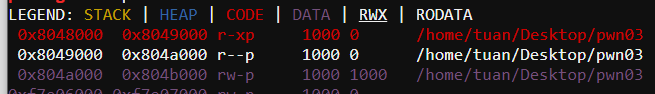 LEGEND: STACK | HEAP | CODE | DATA | RWX | RODATA
0x8048000 0x8049000 r-xp 1000 0 /home/tuan/Desktop/pwn03
0x8049000 0x804a000 r--p 1000 0 /home/tuan/Desktop/pwn03
0x804a000 0x804b000 rw-p 1000 1000 /home/tuan/Desktop/pwn03